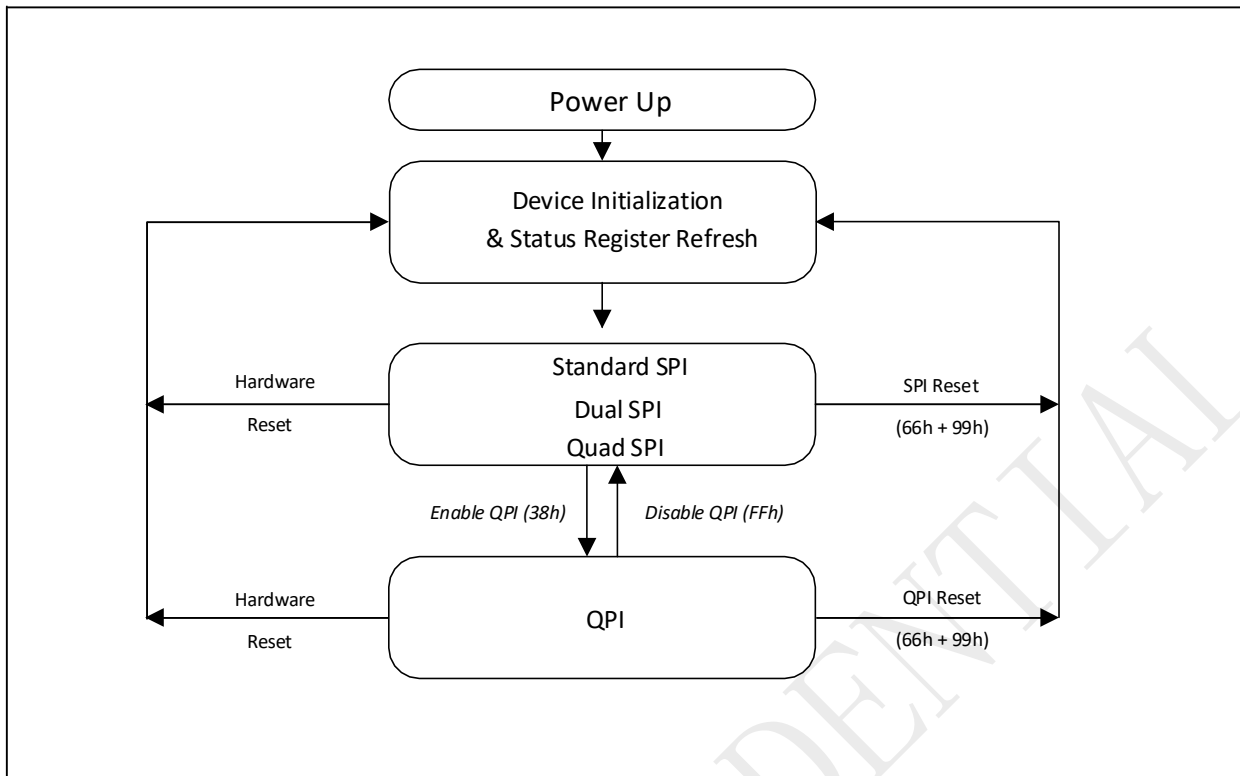 Power Up
Device Initialization
& Status Register Refresh
Standard SPI
Dual SPI
Quad SPI
Hardware
Reset
SPI Reset
(66h + 99h)
Enable QPI (38h)
Disable QPI (FFh)
QPI
Hardware
Reset
QPI Reset
(66h + 99h)
DENTIAL